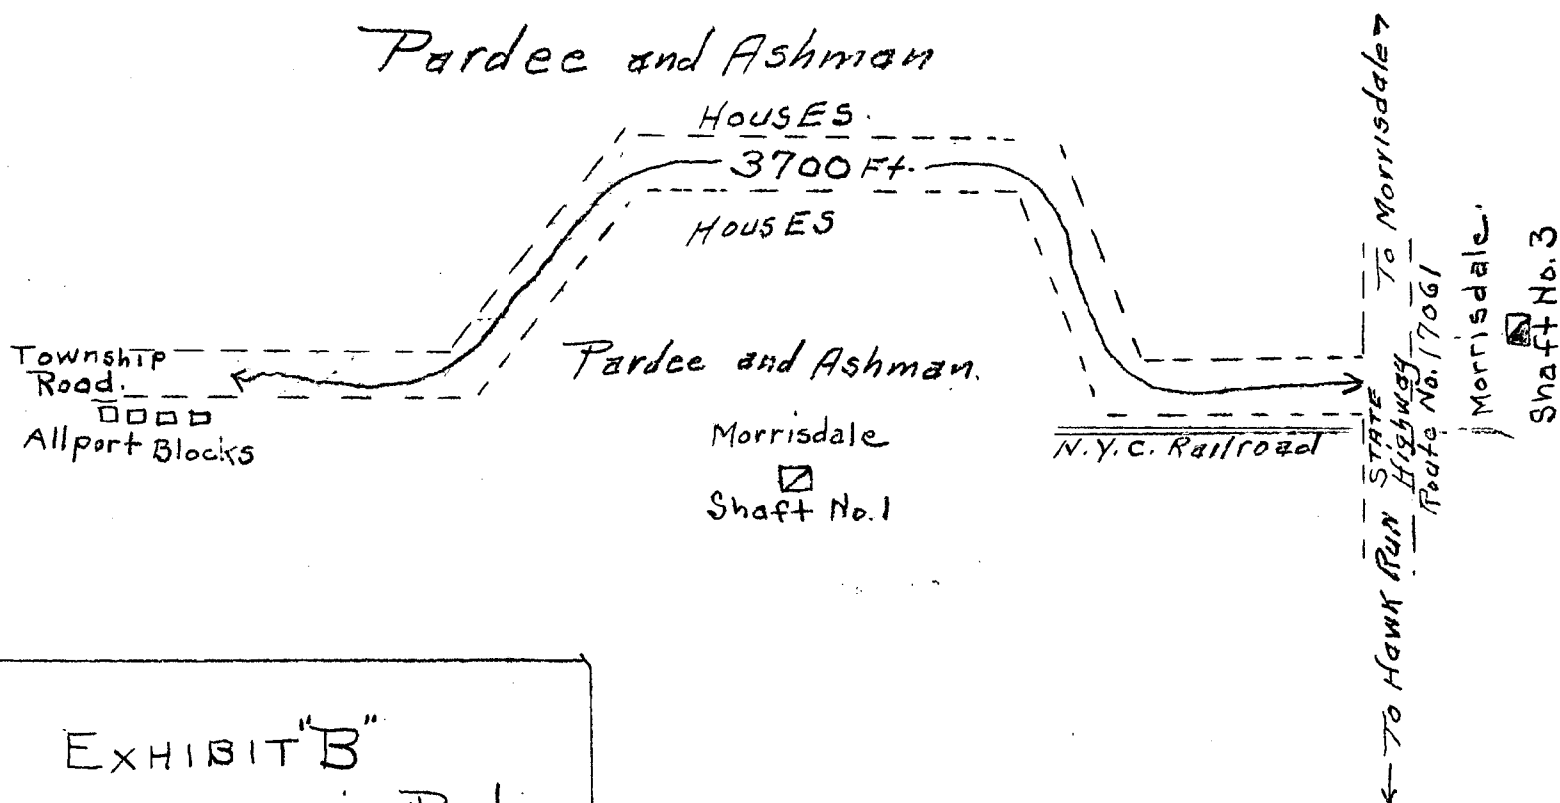 Pardee and Ashman
HOUSES.
3700 Ft.
HOUSES
Township
Road.
Allport Blocks
Pardee and Ashman.
Morrisdale
Shaft No. 1
N.Y.C. Railroad
To Morrisdale
STATE
Highway
Route No. 17061
To Hawk Run
Morrisdale.
Shaft No. 3
EXHIBIT "B"